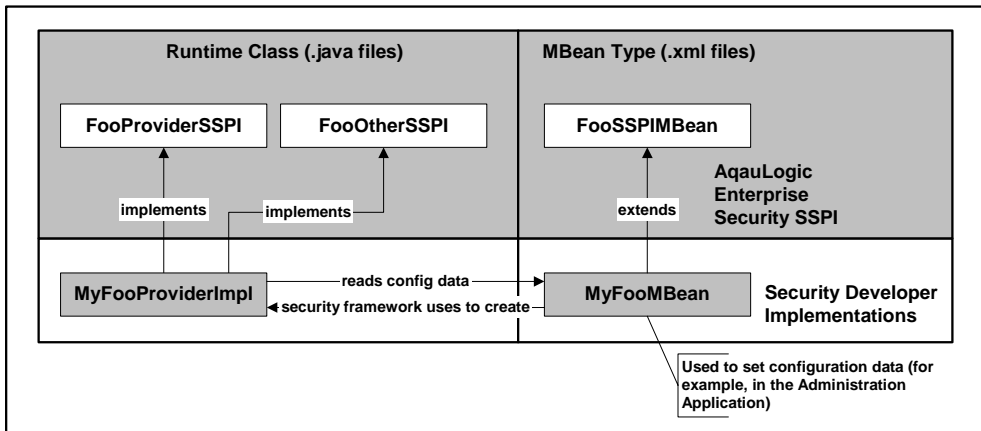 Runtime Class (.java files)
MBean Type (.xml files)
FooProviderSSPI
FooOtherSSPI
FooSSPIMBean
AqauLogic
Enterprise
Security SSPI
implements
implements
extends
MyFooProviderImpl
reads config data
security framework uses to create
MyFooMBean
Security Developer
Implementations
Used to set configuration data (for
example, in the Administration
Application)